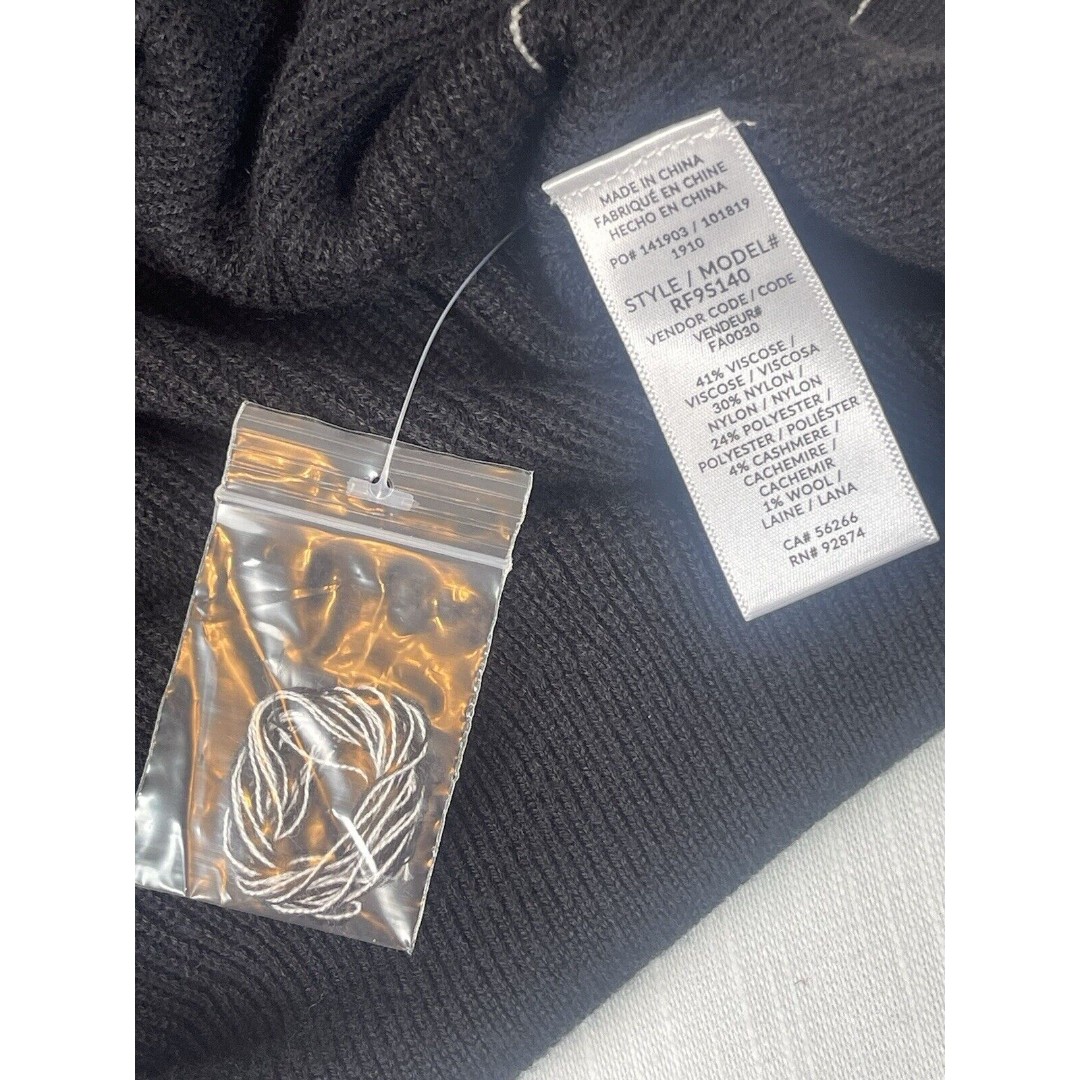 MADE IN CHINA
FABRIQUÉ EN CHINE
HECHO EN CHINA
PO# 141903 / 101819
1910
STYLE / MODEL#
RF9S140
VENDOR CODE / CODE
VENDEUR#
FA0030
41% VISCOSE /
VISCOSE / VISCOSA
30% NYLON /
NYLON / NYLON
24% POLYESTER /
POLYESTER / POLIÉSTER
4% CASHMERE /
CACHEMIRE /
CACHEMIR
1% WOOL /
LAINE / LANA
CA# 56266
RN# 92874